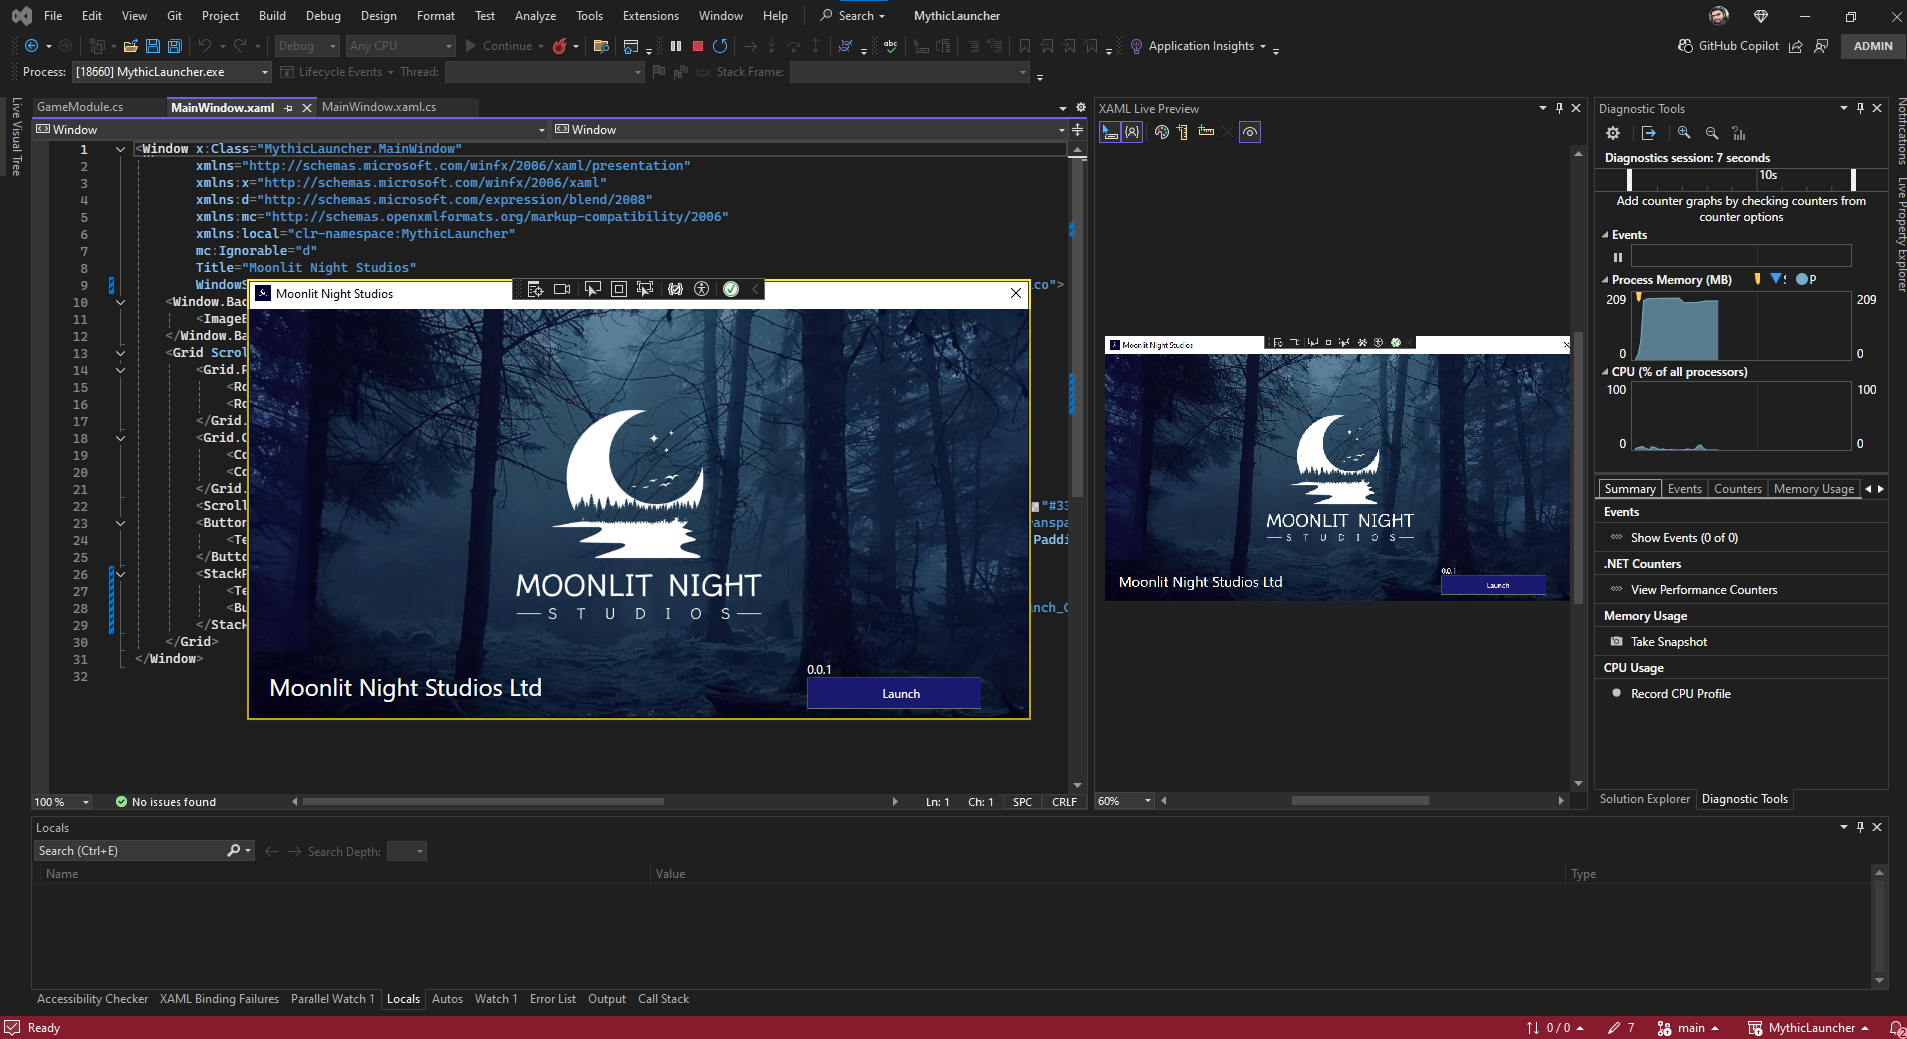 File Edit View Git Project Build Debug Design Format Test Analyze Tools Extensions Window Help Search MythicLauncher
Debug Any CPU Continue Application Insights GitHub Copilot ADMIN
Process: [18660] MythicLauncher.exe Lifecycle Events Thread: Stack Frame:
Live Visual Tree
GameModule.cs MainWindow.xaml MainWindow.xaml.cs
Window Window
1 <Window x:Class="MythicLauncher.MainWindow"
2 xmlns="http://schemas.microsoft.com/winfx/2006/xaml/presentation"
3 xmlns:x="http://schemas.microsoft.com/winfx/2006/xaml"
4 xmlns:d="http://schemas.microsoft.com/expression/blend/2008"
5 xmlns:mc="http://schemas.openxmlformats.org/markup-compatibility/2006"
6 xmlns:local="clr-namespace:MythicLauncher"
7 mc:Ignorable="d"
8 Title="Moonlit Night Studios"
9 WindowS co">
10 <Window.Bac
11 <ImageB
12 </Window.Ba
13 <Grid Scrol
14 <Grid.R
15 <Ro
16 <Ro
17 </Grid.
18 <Grid.C
19 <Co
20 <Co
21 </Grid.
22 <Scroll "#33
23 <Button anspa
24 <Te Paddi
25 </Butto
26 <StackP
27 <Te
28 <Bu nch_C
29 </Stack
30 </Grid>
31 </Window>
32
Moonlit Night Studios
MOONLIT NIGHT
STUDIOS
Moonlit Night Studios Ltd
0.0.1
Launch
100 % No issues found Ln: 1 Ch: 1 SPC CRLF
XAML Live Preview
Moonlit Night Studios
MOONLIT NIGHT
STUDIOS
Moonlit Night Studios Ltd
0.0.1
Launch
60%
Diagnostic Tools
Diagnostics session: 7 seconds
10s
Add counter graphs by checking counters from
counter options
Events
Process Memory (MB) S P
209 209
0 0
CPU (% of all processors)
100 100
0 0
Summary Events Counters Memory Usage
Events
Show Events (0 of 0)
.NET Counters
View Performance Counters
Memory Usage
Take Snapshot
CPU Usage
Record CPU Profile
Solution Explorer Diagnostic Tools
Notifications
Live Property Explorer
Locals
Search (Ctrl+E) Search Depth:
Name Value Type
Accessibility Checker XAML Binding Failures Parallel Watch 1 Locals Autos Watch 1 Error List Output Call Stack
Ready 0 / 0 7 main MythicLauncher 2